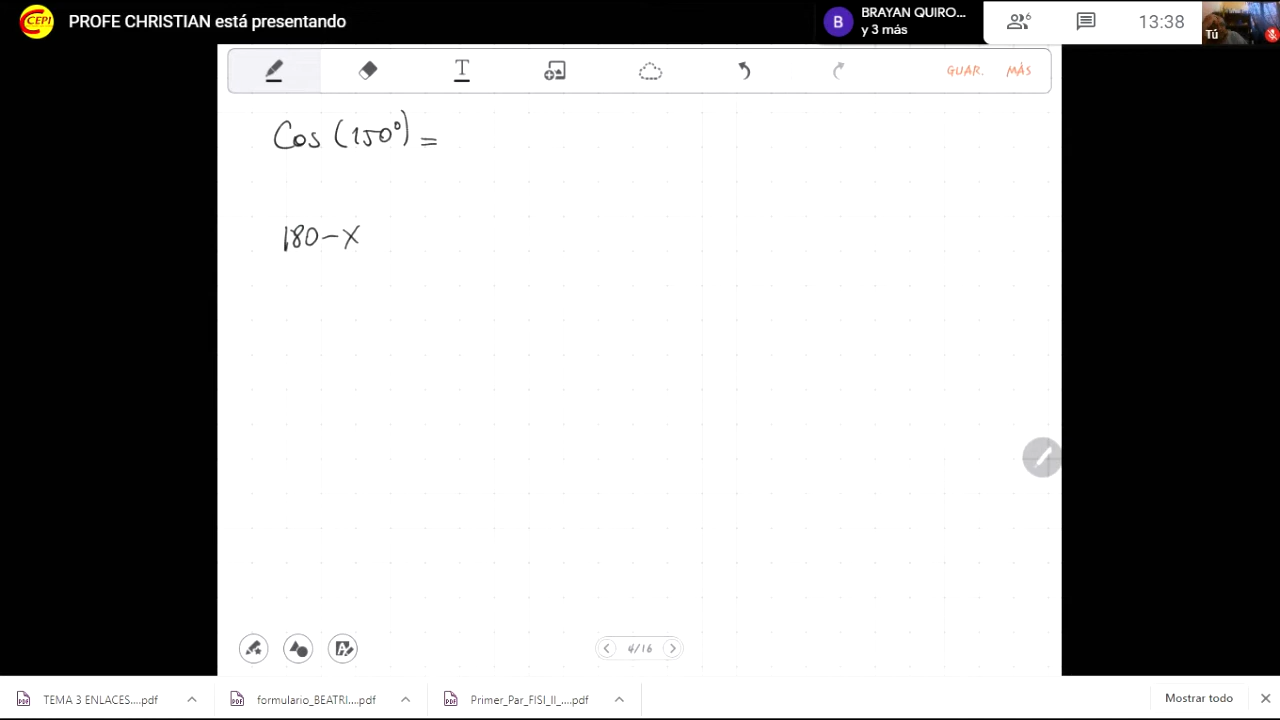 CEPI PROFE CHRISTIAN está presentando
B BRAYAN QUIRO... y 3 más
6
13:38
Tú
T
GUAR. MÁS
Cos (150°) =
180-X
4/16
TEMA 3 ENLACES....pdf
formulario_BEATRI....pdf
Primer_Par_FISI_II_....pdf
Mostrar todo